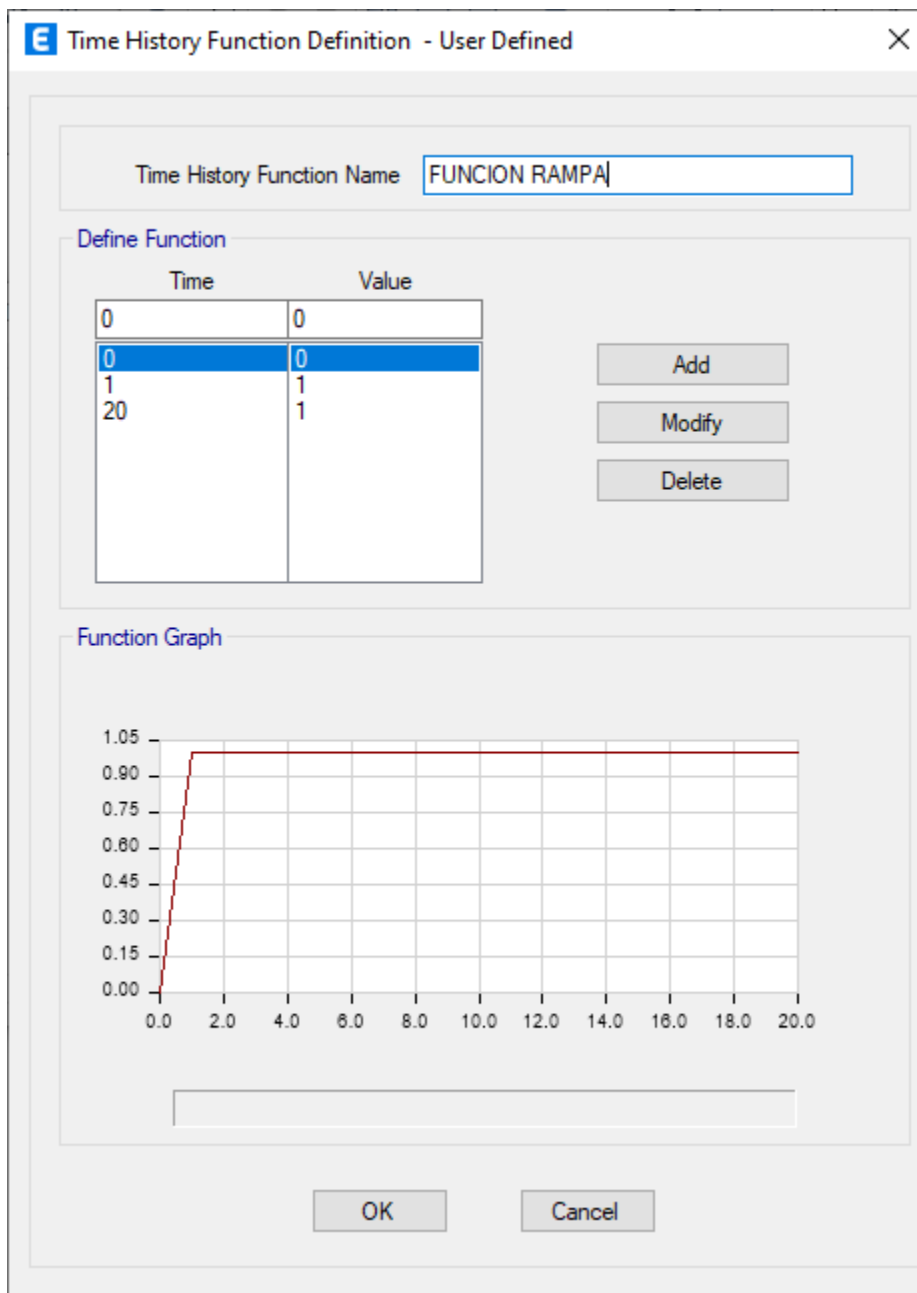 E Time History Function Definition - User Defined
Time History Function Name FUNCION RAMPA
Define Function
Time Value
0 0
0 0
1 1
20 1
Add
Modify
Delete
Function Graph
1.05
0.90
0.75
0.60
0.45
0.30
0.15
0.00
0.0 2.0 4.0 6.0 8.0 10.0 12.0 14.0 16.0 18.0 20.0
OK Cancel